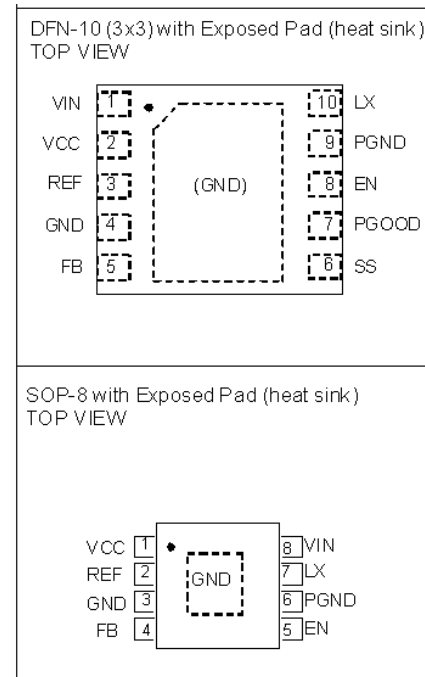 DFN-10 (3x3) with Exposed Pad (heat sink)
TOP VIEW
VIN 1 10 LX
VCC 2 9 PGND
REF 3 (GND) 8 EN
GND 4 7 PGOOD
FB 5 6 SS
SOP-8 with Exposed Pad (heat sink)
TOP VIEW
VCC 1 8 VIN
REF 2 GND 7 LX
GND 3 6 PGND
FB 4 5 EN